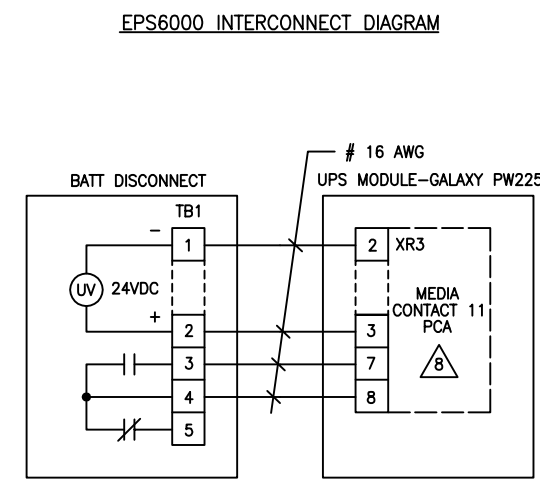 EPS6000 INTERCONNECT DIAGRAM
# 16 AWG
BATT DISCONNECT
UPS MODULE-GALAXY PW225
TB1
-
1
2
XR3
UV
24VDC
MEDIA
CONTACT 11
PCA
+
2
3
3
7
8
4
8
5